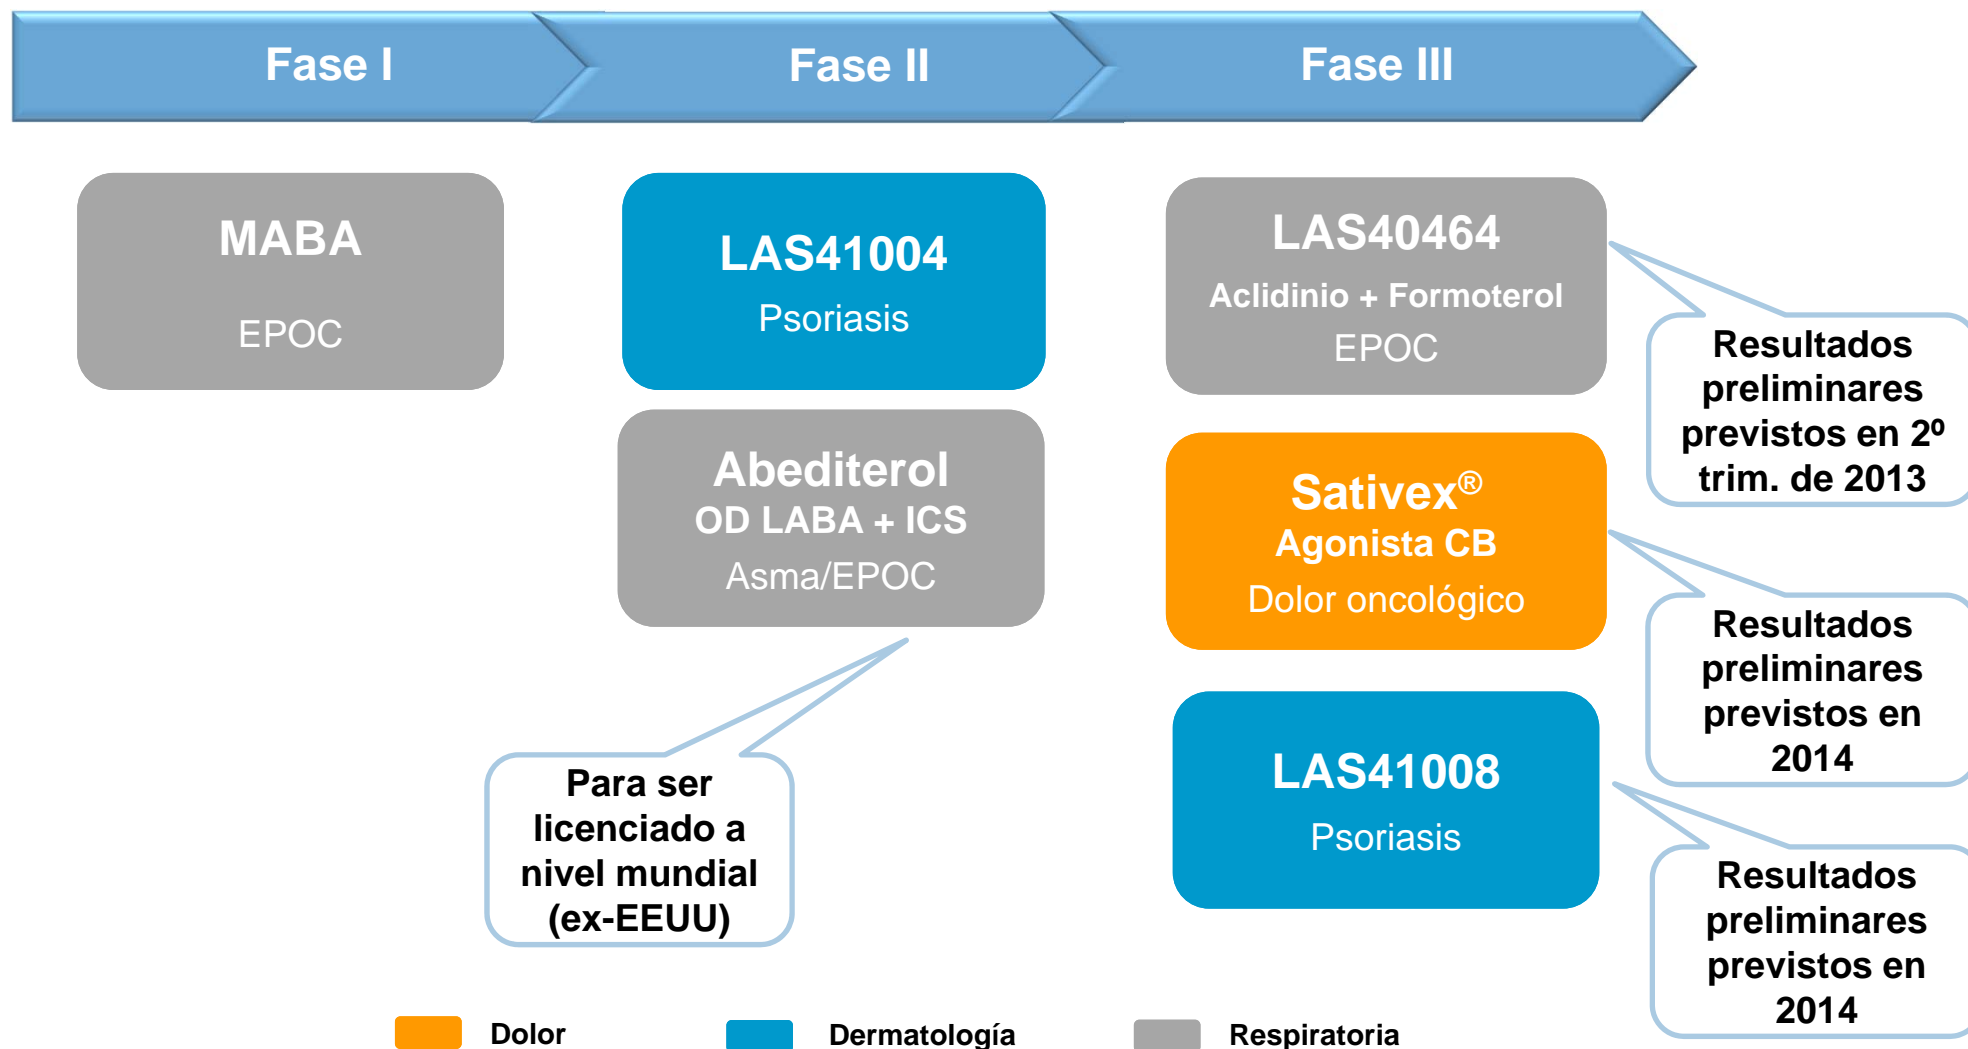 Fase I
Fase II
Fase III
MABA
EPOC
LAS41004
Psoriasis
Abediterol
OD LABA + ICS
Asma/EPOC
Para ser
licenciado a
nivel mundial
(ex-EEUU)
LAS40464
Aclidinio + Formoterol
EPOC
Resultados
preliminares
previstos en 2º
trim. de 2013
Sativex®
Agonista CB
Dolor oncológico
Resultados
preliminares
previstos en
2014
LAS41008
Psoriasis
Resultados
preliminares
previstos en
2014
Dolor
Dermatología
Respiratoria